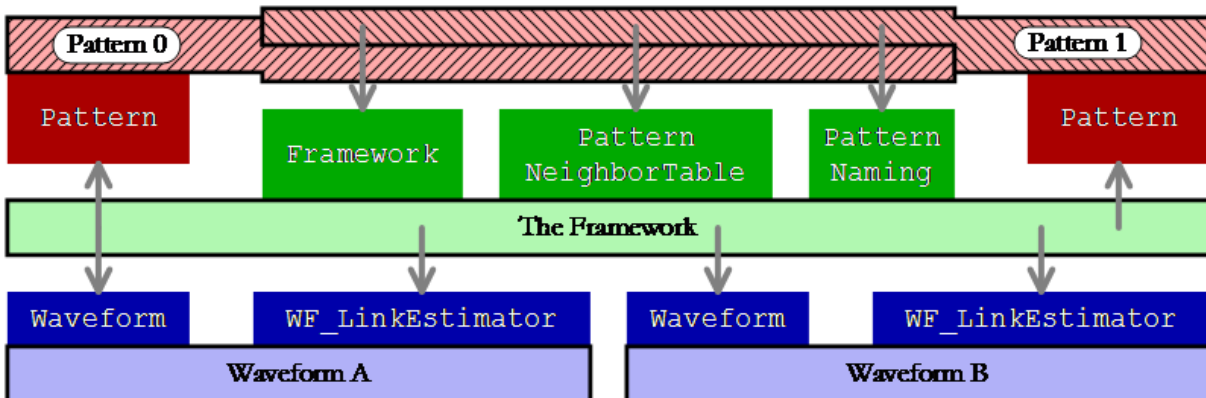 Pattern 0
Pattern 1
Pattern
Framework
Pattern
NeighborTable
Pattern
Naming
Pattern
The Framework
Waveform
WF_LinkEstimator
Waveform
WF_LinkEstimator
Waveform A
Waveform B